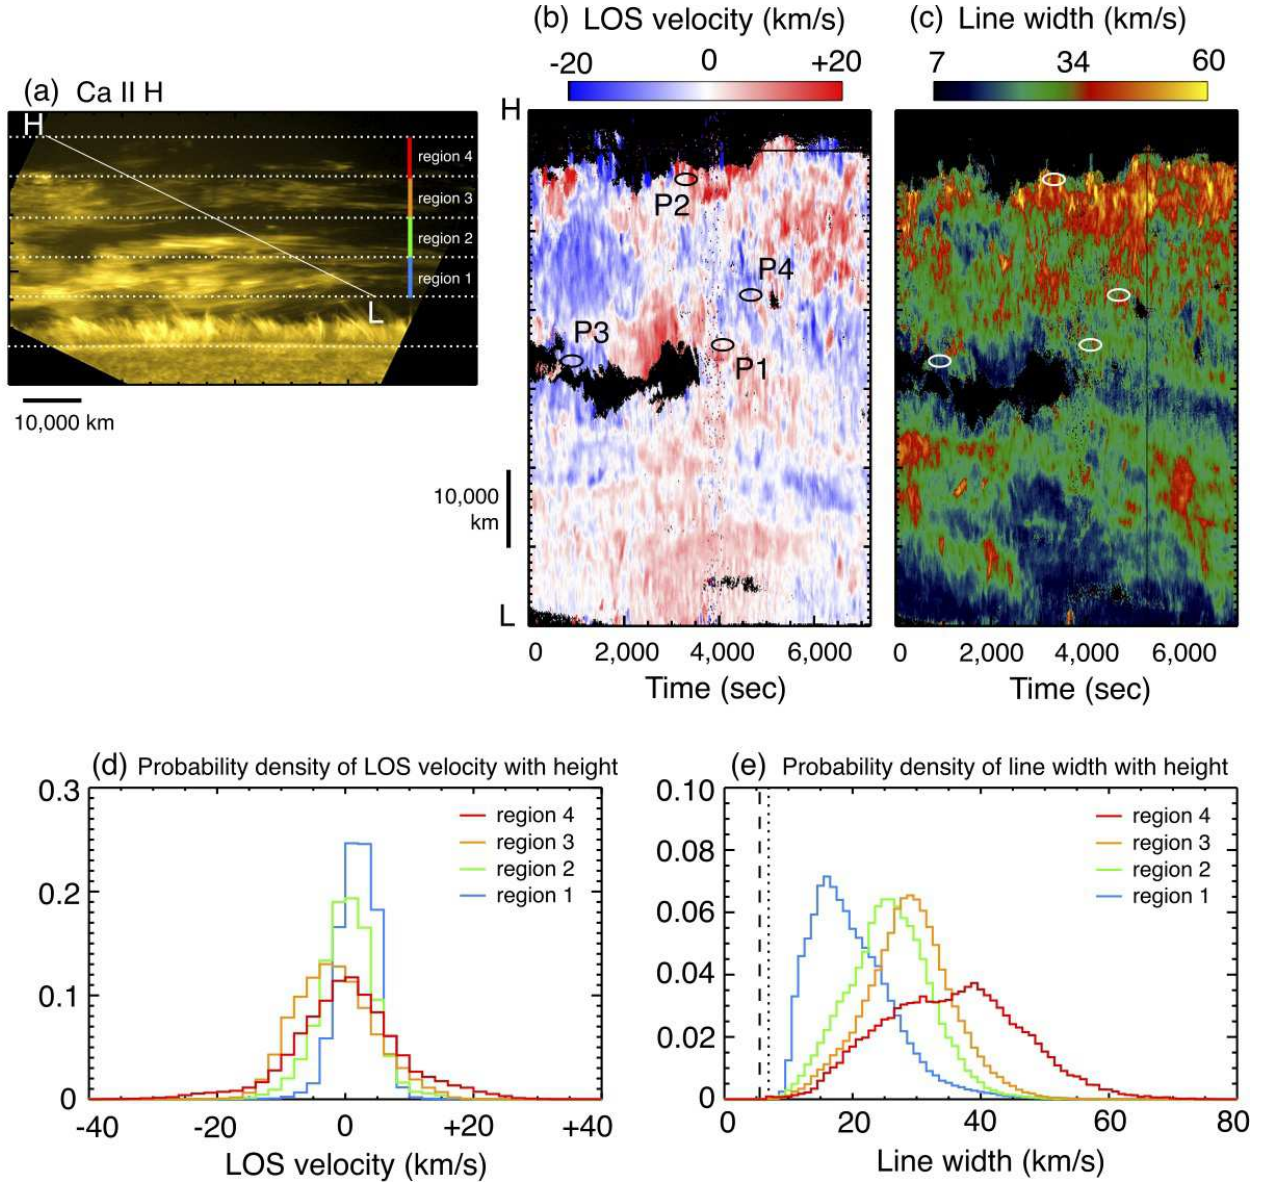 (a) Ca II H
H
region 4
region 3
region 2
region 1
L
10,000 km
(b) LOS velocity (km/s)
-20 0 +20
H
P2
P4
P3
P1
10,000
km
L
0 2,000 4,000 6,000
Time (sec)
(c) Line width (km/s)
7 34 60
0 2,000 4,000 6,000
Time (sec)
(d) Probability density of LOS velocity with height
0.3
0.2
0.1
0
region 4
region 3
region 2
region 1
-40 -20 0 +20 +40
LOS velocity (km/s)
(e) Probability density of line width with height
0.10
0.08
0.06
0.04
0.02
0
region 4
region 3
region 2
region 1
0 20 40 60 80
Line width (km/s)